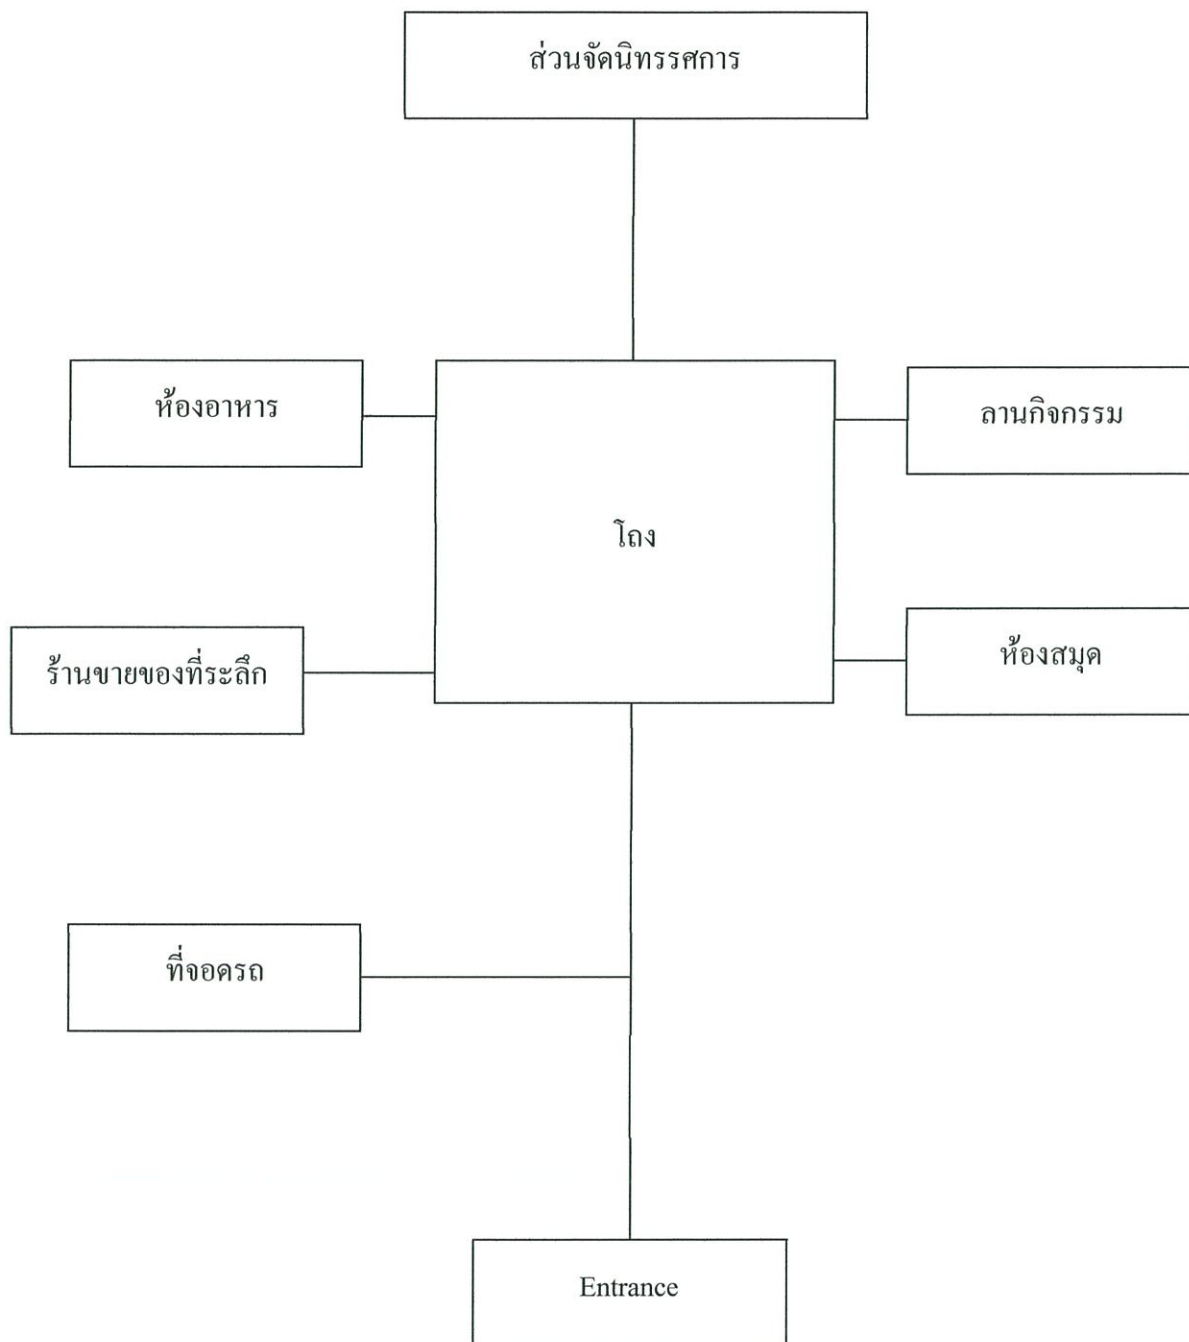 ส่วนจัดนิทรรศการ
ห้องอาหาร
ลานกิจกรรม
โถง
ร้านขายของที่ระลึก
ห้องสมุด
ที่จอดรถ
Entrance